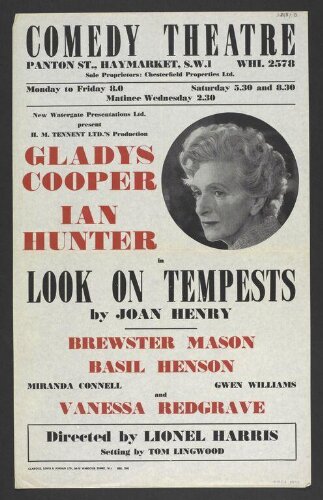 COMEDY THEATRE
PANTON ST., HAYMARKET, S.W.1 WHI. 2578
Sole Proprietors: Chesterfield Properties Ltd.
Monday to Friday 8.0 Saturday 5.30 and 8.30
Matinee Wednesday 2.30
New Watergate Presentations Ltd.
present
H. M. TENNENT LTD.'S Production
GLADYS
COOPER
IAN
HUNTER
in
LOOK ON TEMPESTS
by JOAN HENRY
BREWSTER MASON
BASIL HENSON
MIRANDA CONNELL GWEN WILLIAMS
and
VANESSA REDGRAVE
Directed by LIONEL HARRIS
Setting by TOM LINGWOOD